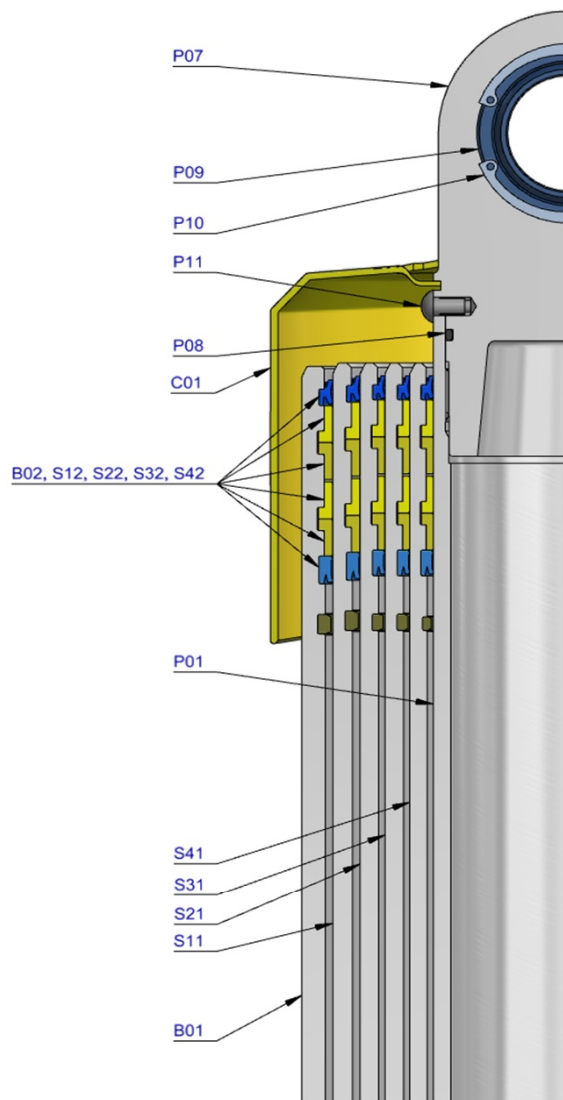 P07
P09
P10
P11
P08
C01
B02, S12, S22, S32, S42
P01
S41
S31
S21
S11
B01